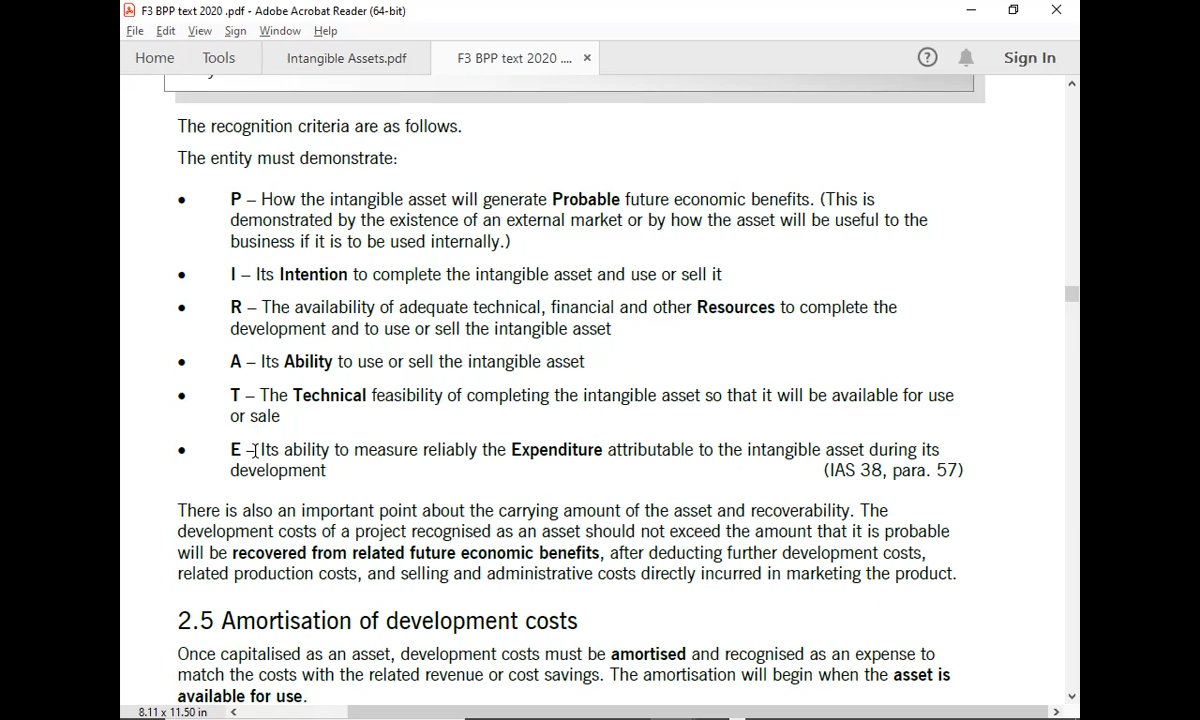 F3 BPP text 2020 .pdf - Adobe Acrobat Reader (64-bit)
File Edit View Sign Window Help
Home Tools Intangible Assets.pdf F3 BPP text 2020 .... × ? Sign In
The recognition criteria are as follows.
The entity must demonstrate:
• P – How the intangible asset will generate Probable future economic benefits. (This is
demonstrated by the existence of an external market or by how the asset will be useful to the
business if it is to be used internally.)
• I – Its Intention to complete the intangible asset and use or sell it
• R – The availability of adequate technical, financial and other Resources to complete the
development and to use or sell the intangible asset
• A – Its Ability to use or sell the intangible asset
• T – The Technical feasibility of completing the intangible asset so that it will be available for use
or sale
• E – Its ability to measure reliably the Expenditure attributable to the intangible asset during its
development (IAS 38, para. 57)
There is also an important point about the carrying amount of the asset and recoverability. The
development costs of a project recognised as an asset should not exceed the amount that it is probable
will be recovered from related future economic benefits, after deducting further development costs,
related production costs, and selling and administrative costs directly incurred in marketing the product.
2.5 Amortisation of development costs
Once capitalised as an asset, development costs must be amortised and recognised as an expense to
match the costs with the related revenue or cost savings. The amortisation will begin when the asset is
available for use.
8.11 x 11.50 in